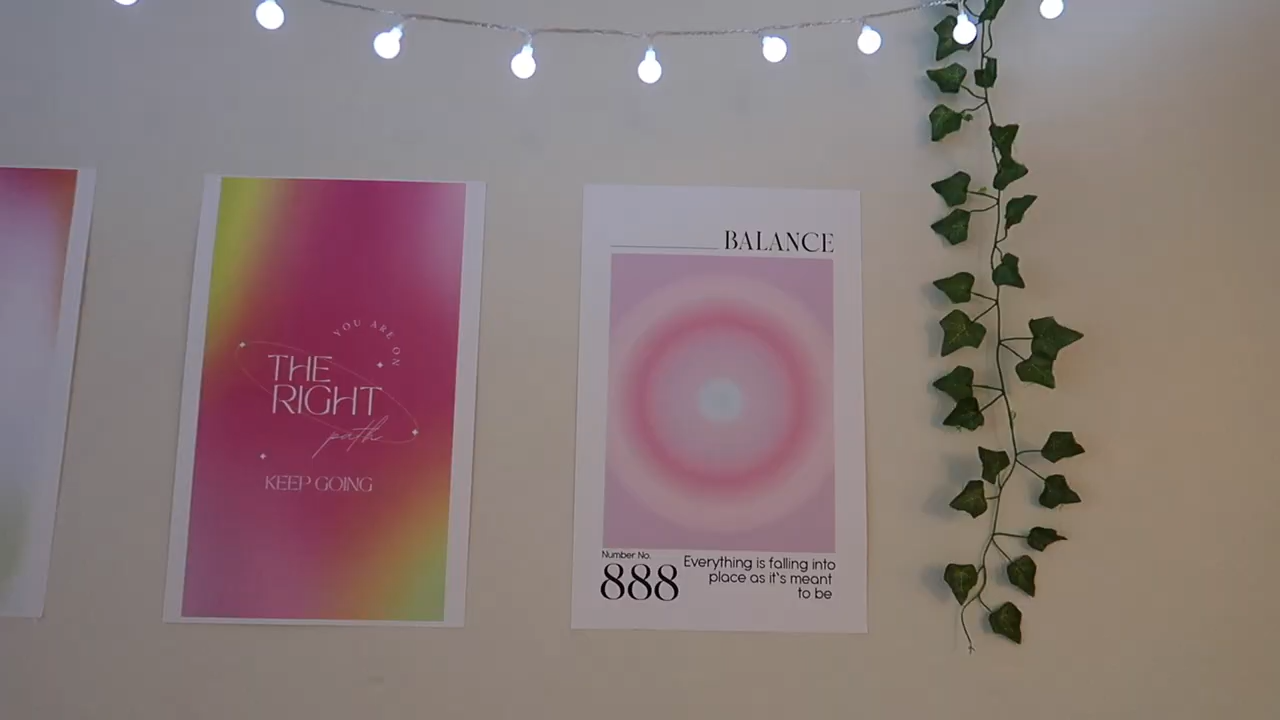 YOU ARE ON
THE
RIGHT
path
KEEP GOING
BALANCE
Number No.
888
Everything is falling into
place as it's meant
to be